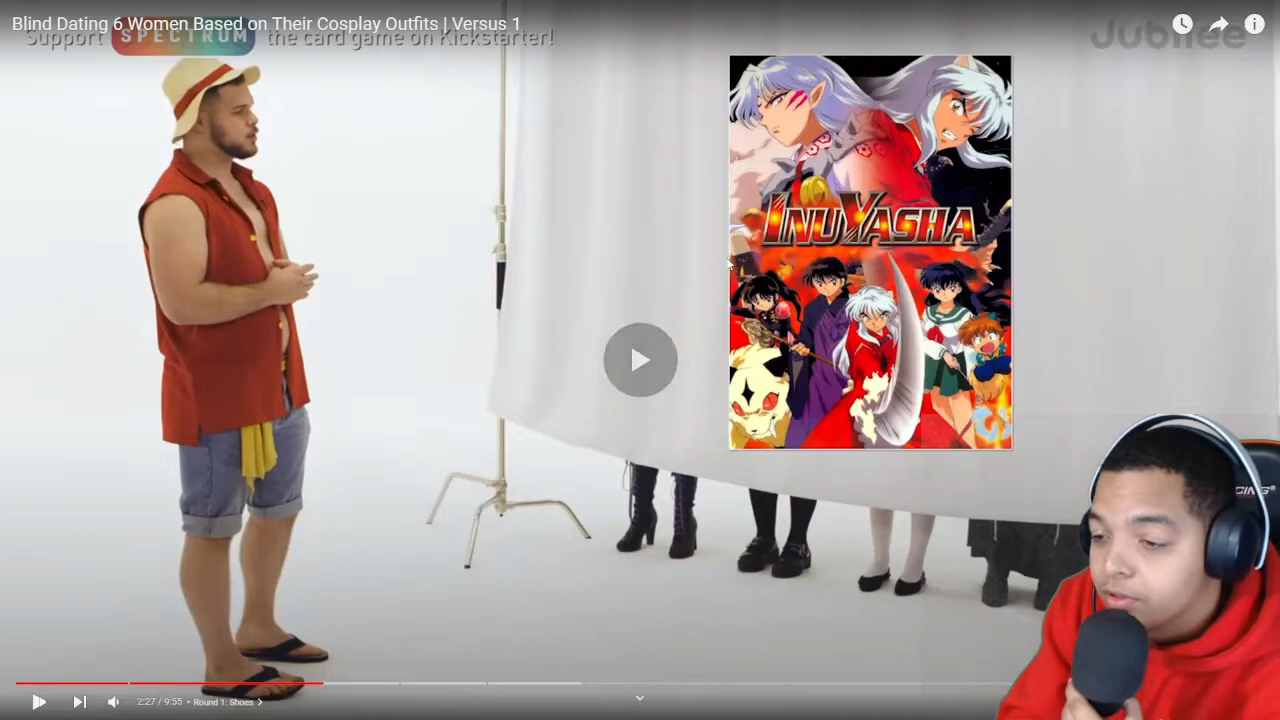 Blind Dating 6 Women Based on Their Cosplay Outfits | Versus 1
Support SPECTRUM the card game on Kickstarter!
Jubilee
INUYASHA
CING
2:27 / 9:55 • Round 1: Shoes >